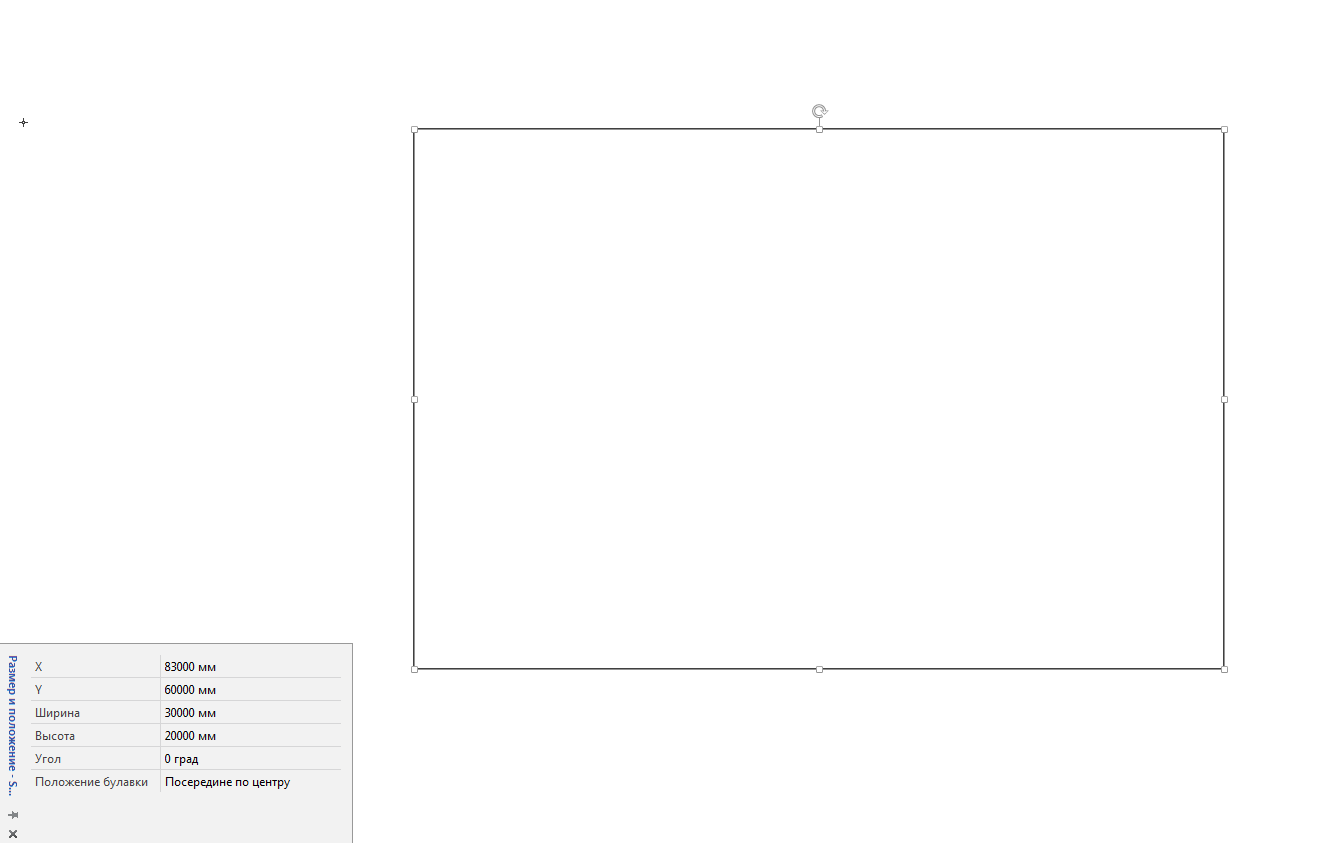 Размер и положение - S...
X 83000 мм
Y 60000 мм
Ширина 30000 мм
Высота 20000 мм
Угол 0 град
Положение булавки Посередине по центру